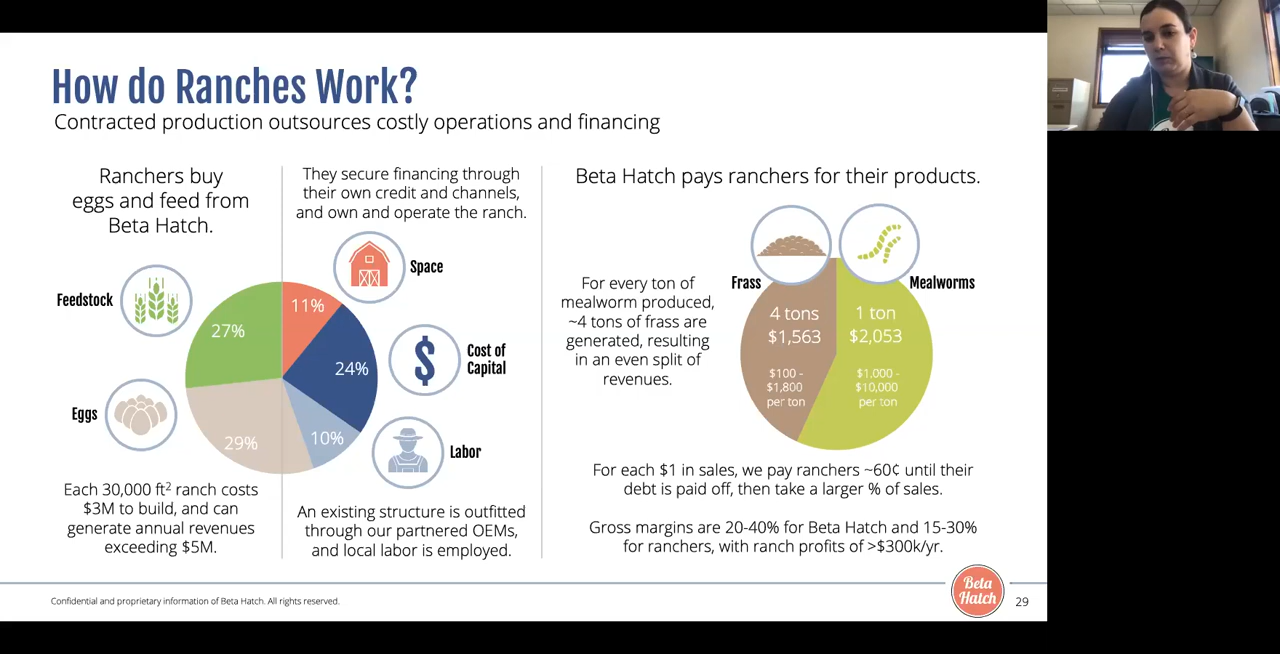 How do Ranches Work?
Contracted production outsources costly operations and financing
Ranchers buy
eggs and feed from
Beta Hatch.
Feedstock
Eggs
27%
29%
Each 30,000 ft² ranch costs
$3M to build, and can
generate annual revenues
exceeding $5M.
They secure financing through
their own credit and channels,
and own and operate the ranch.
Space
11%
24%
Cost of
Capital
10%
Labor
An existing structure is outfitted
through our partnered OEMs,
and local labor is employed.
Beta Hatch pays ranchers for their products.
For every ton of
mealworm produced,
~4 tons of frass are
generated, resulting
in an even split of
revenues.
Frass
4 tons
$1,563
$100 -
$1,800
per ton
Mealworms
1 ton
$2,053
$1,000 -
$10,000
per ton
For each $1 in sales, we pay ranchers ~60¢ until their
debt is paid off, then take a larger % of sales.
Gross margins are 20-40% for Beta Hatch and 15-30%
for ranchers, with ranch profits of >$300k/yr.
Confidential and proprietary information of Beta Hatch. All rights reserved.
Beta
Hatch
29